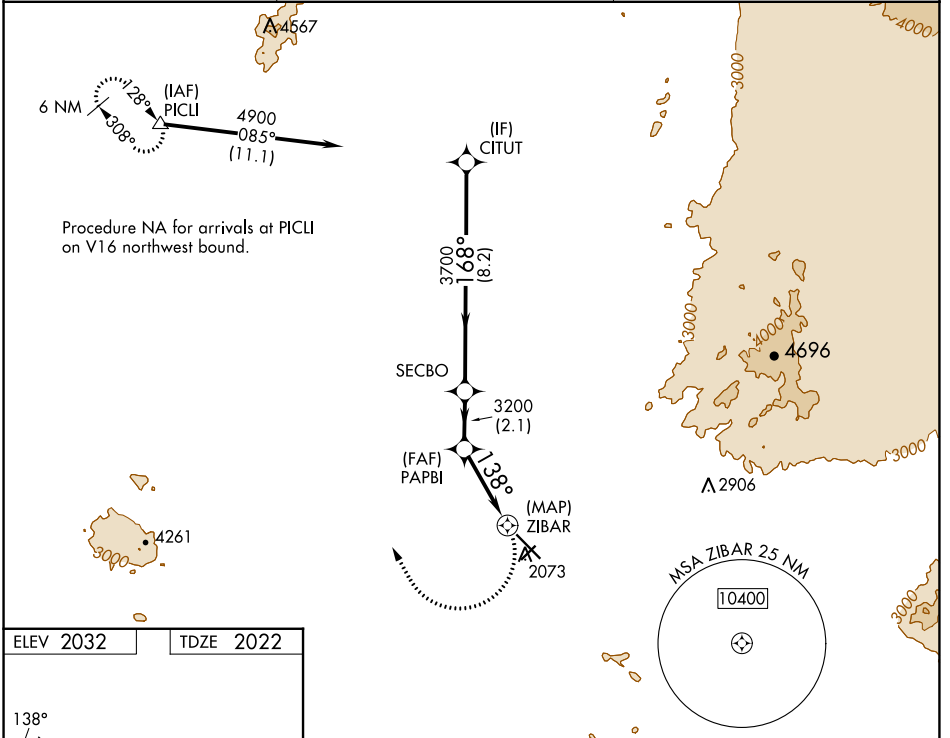 4567
4000
3000
6 NM
128°
308°
(IAF)
PICLI
4900
085°
(11.1)
(IF)
CITUT
Procedure NA for arrivals at PICLI
on V16 northwest bound.
3700
168°
(8.2)
3000
4000
4696
SECBO
3200
(2.1)
(FAF)
PAPBI
138°
3000
2906
(MAP)
ZIBAR
2073
4261
3000
MSA ZIBAR 25 NM
10400
3000
ELEV 2032
TDZE 2022
138°